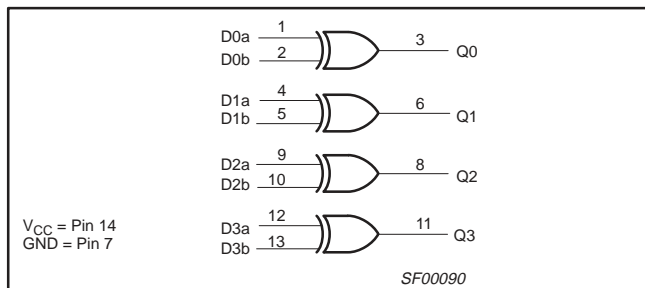 D0a 1
D0b 2
3 Q0
D1a 4
D1b 5
6 Q1
D2a 9
D2b 10
8 Q2
D3a 12
D3b 13
11 Q3
VCC = Pin 14
GND = Pin 7
SF00090